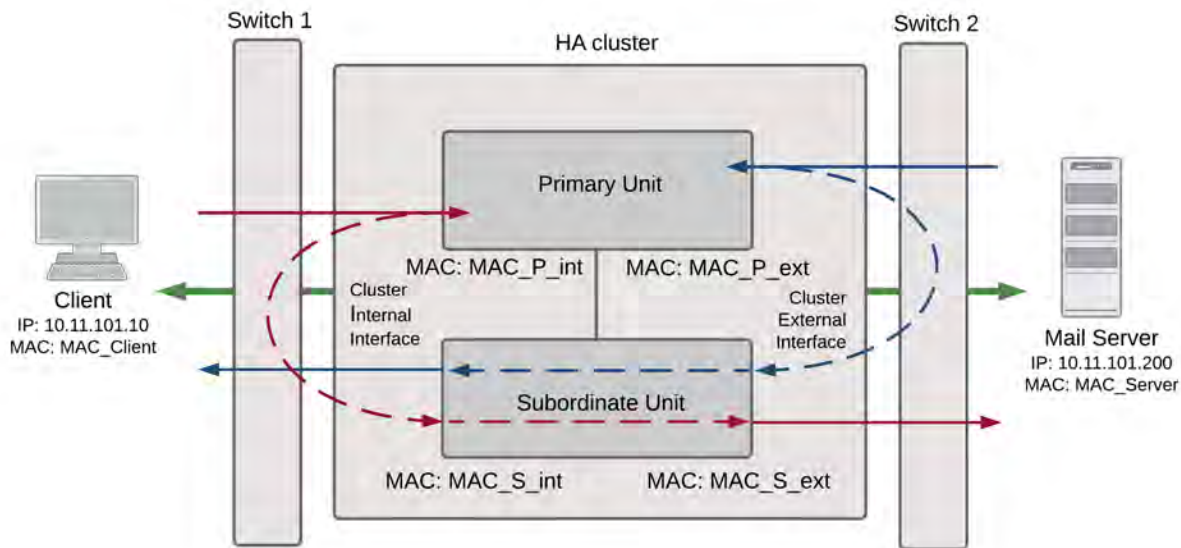 Switch 1
Switch 2
HA cluster
Primary Unit
MAC: MAC_P_int
MAC: MAC_P_ext
Cluster
Internal
Interface
Cluster
External
Interface
Client
IP: 10.11.101.10
MAC: MAC_Client
Mail Server
IP: 10.11.101.200
MAC: MAC_Server
Subordinate Unit
MAC: MAC_S_int
MAC: MAC_S_ext